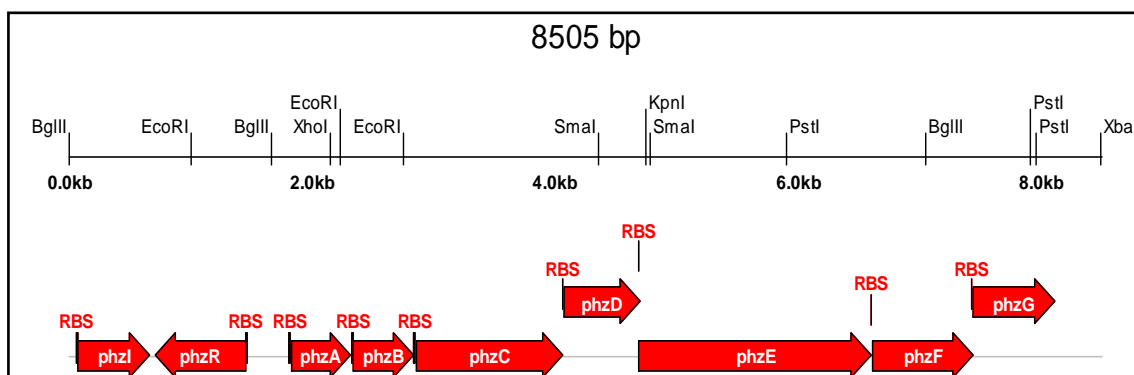 8505 bp
EcoRI KpnI PstI
BglII EcoRI BglII XhoI EcoRI SmaI SmaI PstI BglII PstI Xba
0.0kb 2.0kb 4.0kb 6.0kb 8.0kb
RBS
RBS RBS RBS
RBS RBS RBS RBS RBS
phzD phzG
phzI phzR phzA phzB phzC phzE phzF